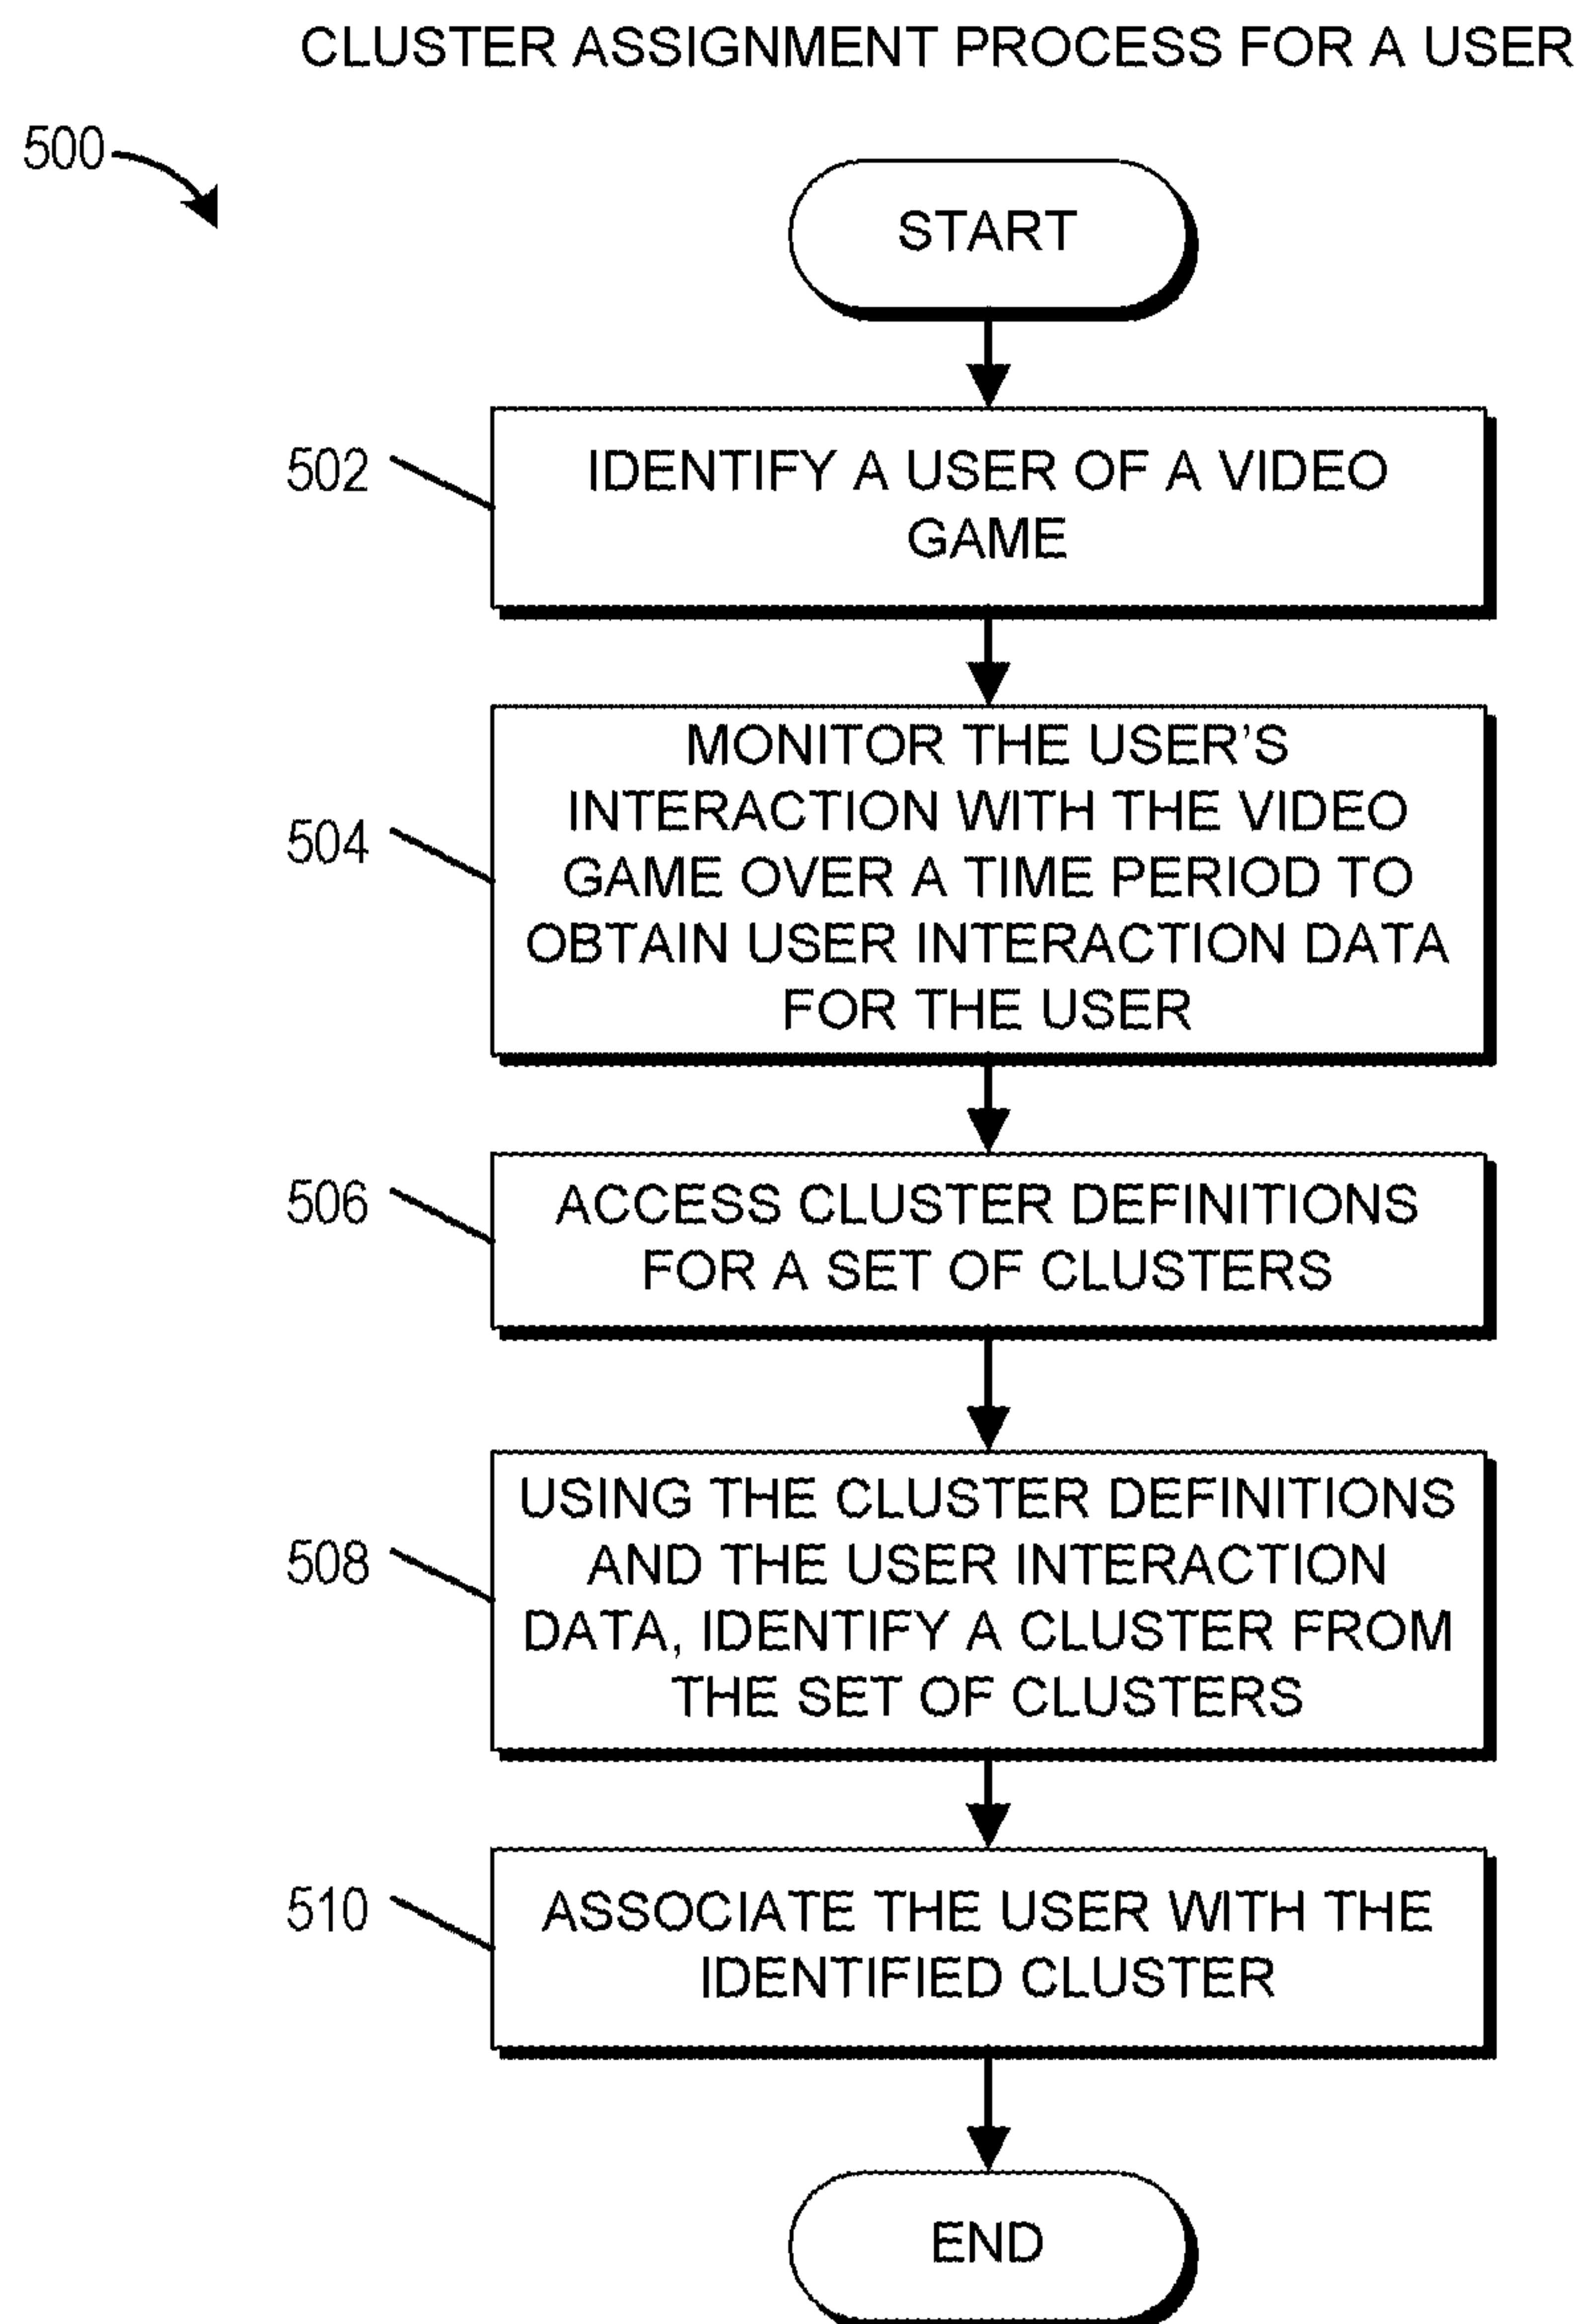 CLUSTER ASSIGNMENT PROCESS FOR A USER
500
START
502
IDENTIFY A USER OF A VIDEO
GAME
504
MONITOR THE USER'S
INTERACTION WITH THE VIDEO
GAME OVER A TIME PERIOD TO
OBTAIN USER INTERACTION DATA
FOR THE USER
506
ACCESS CLUSTER DEFINITIONS
FOR A SET OF CLUSTERS
508
USING THE CLUSTER DEFINITIONS
AND THE USER INTERACTION
DATA, IDENTIFY A CLUSTER FROM
THE SET OF CLUSTERS
510
ASSOCIATE THE USER WITH THE
IDENTIFIED CLUSTER
END